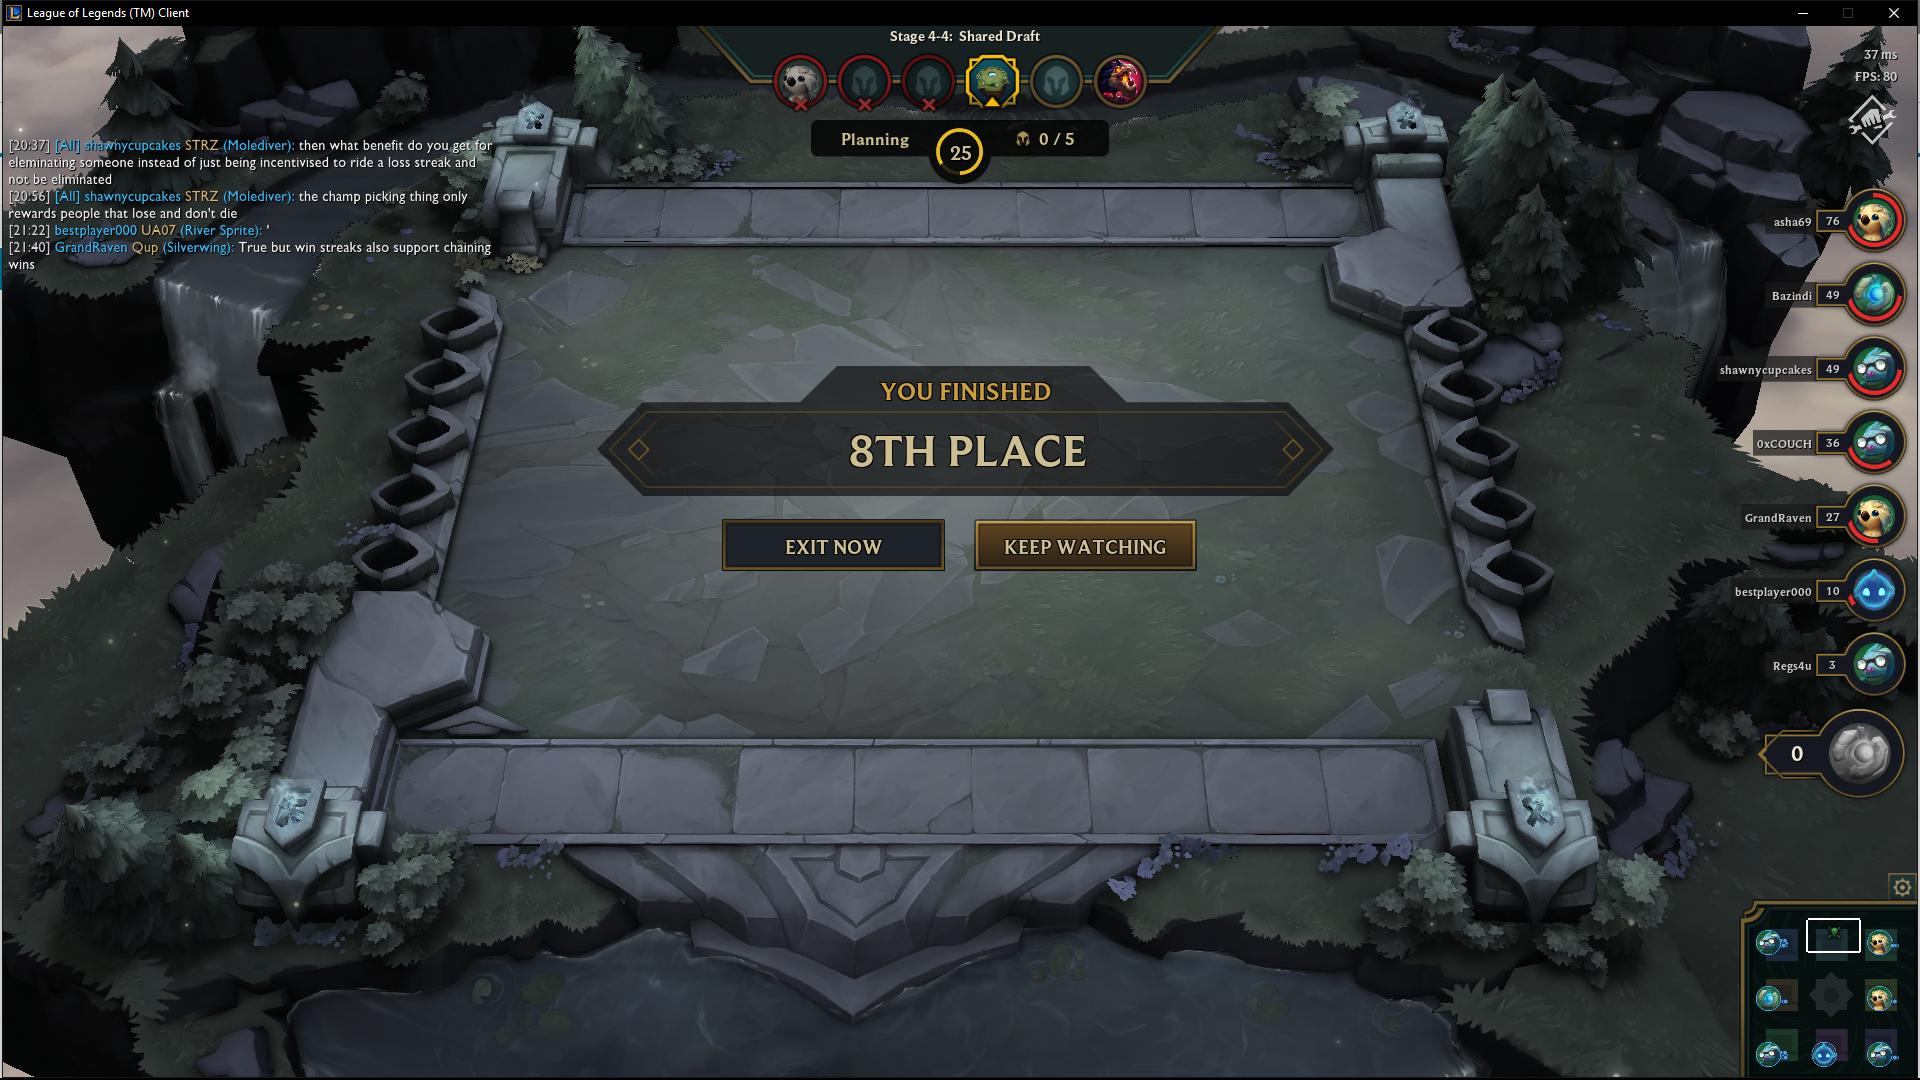 League of Legends (TM) Client
Stage 4-4: Shared Draft
37 ms
FPS: 80
Planning
25
0 / 5
[20:37] [All] shawnycupcakes STRZ (Molediver): then what benefit do you get for
eleminating someone instead of just being incentivised to ride a loss streak and
not be eliminated
[20:56] [All] shawnycupcakes STRZ (Molediver): the champ picking thing only
rewards people that lose and don't die
[21:22] bestplayer000 UA07 (River Sprite): '
[21:40] GrandRaven Qup (Silverwing): True but win streaks also support chaining
wins
asha69 76
Bazindi 49
shawnycupcakes 49
0xCOUCH 36
GrandRaven 27
bestplayer000 10
Regs4u 3
0
YOU FINISHED
8TH PLACE
EXIT NOW
KEEP WATCHING